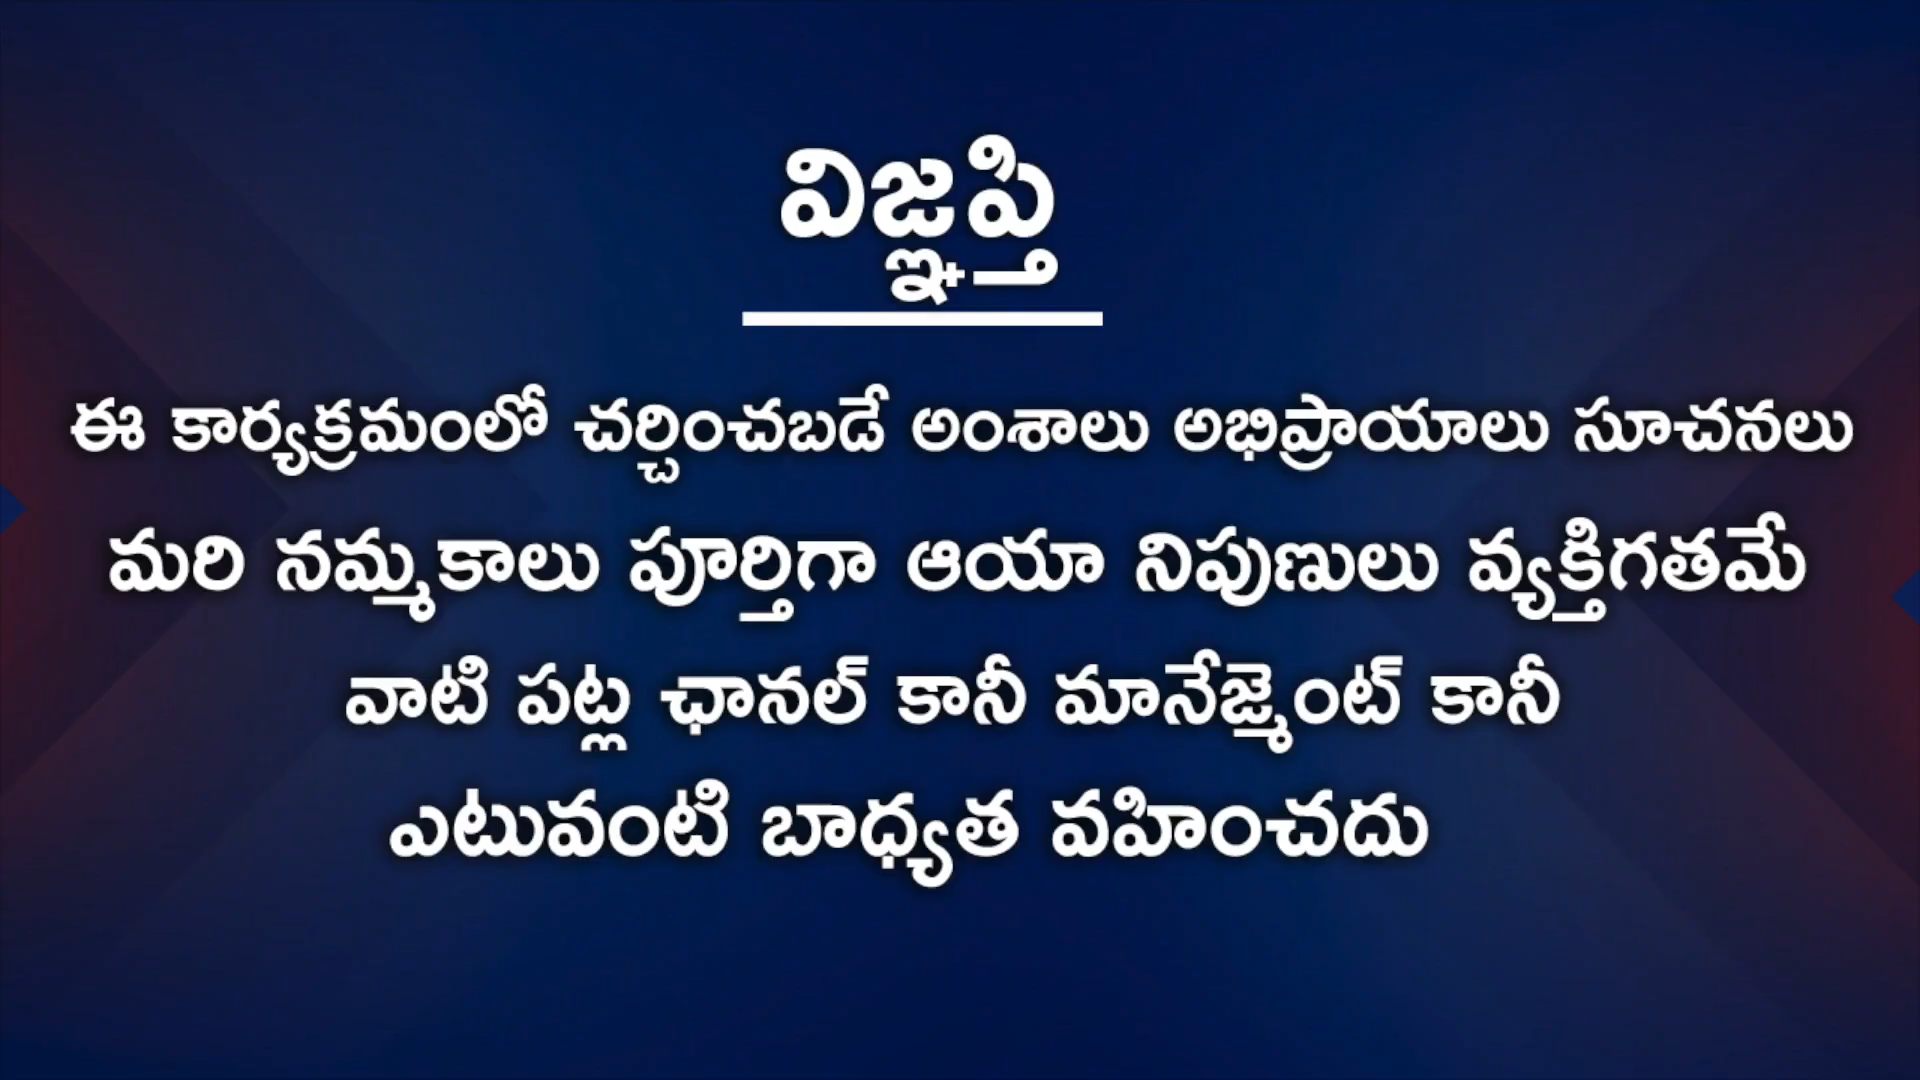 విజ్ఞప్తి
ఈ కార్యక్రమంలో చర్చించబడే అంశాలు అభిప్రాయాలు సూచనలు
మరి నమ్మకాలు పూర్తిగా ఆయా నిపుణులు వ్యక్తిగతమే
వాటి పట్ల ఛానల్ కానీ మానేజ్మెంట్ కానీ
ఎటువంటి బాధ్యత వహించదు